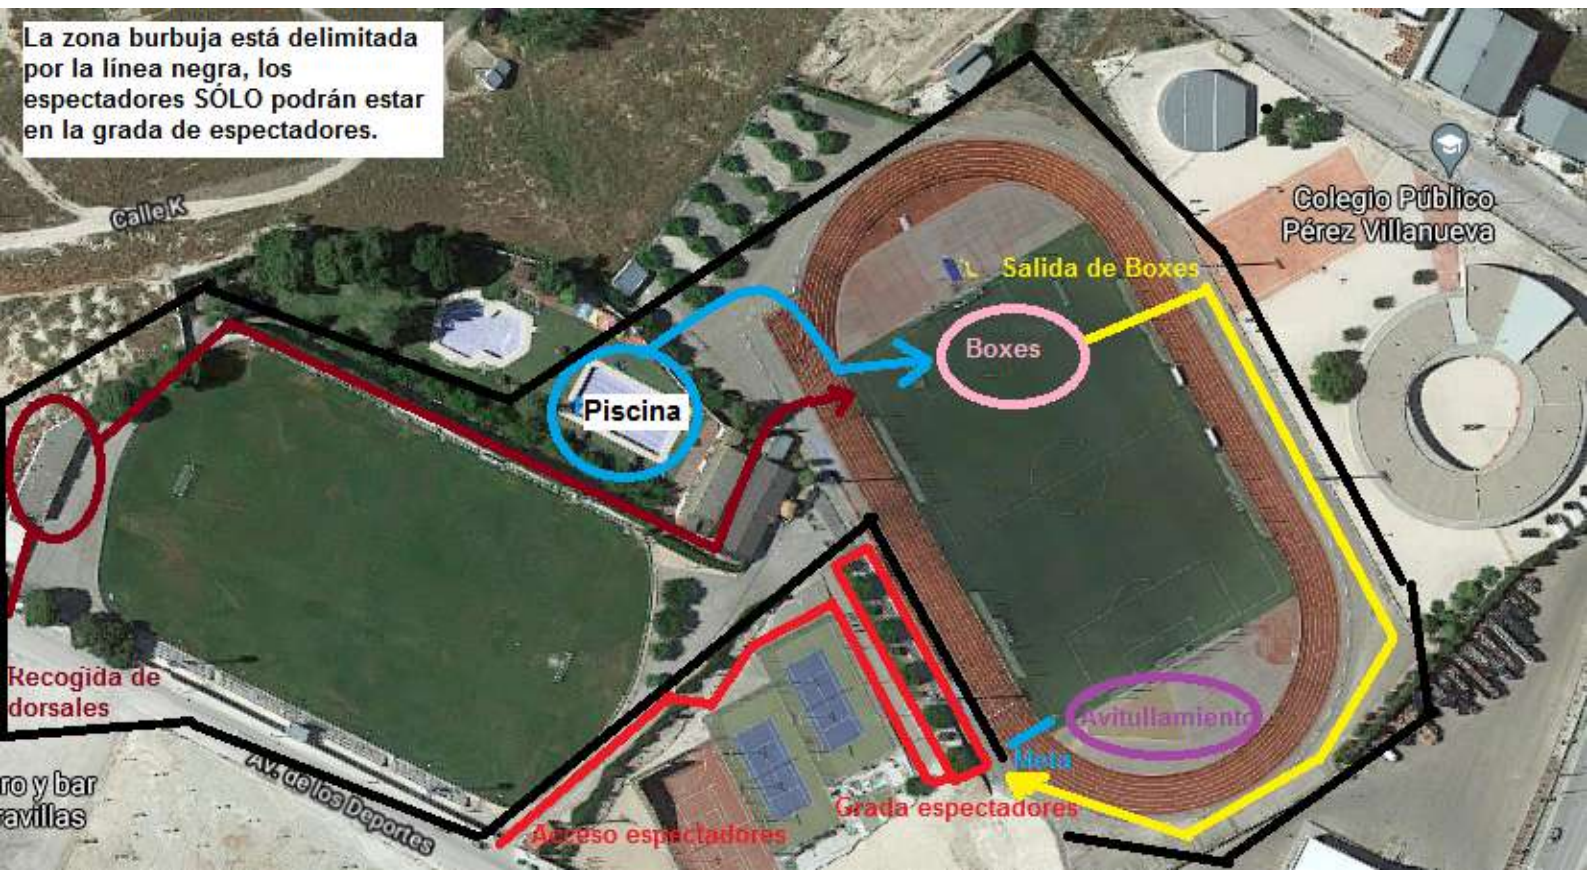 La zona burbuja está delimitada
por la línea negra, los
espectadores SÓLO podrán estar
en la grada de espectadores.
Calle K
Colegio Público
Pérez Villanueva
Salida de Boxes
Boxes
Piscina
Recogida de
dorsales
Avitullamiento
Meta
ro y bar
ravillas
Av. de los Deportes
Grada espectadores
Acceso espectadores